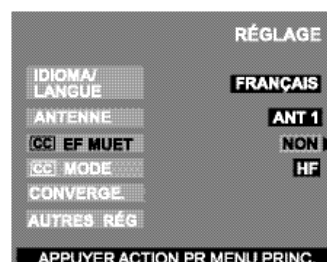 RÉGLAGE
IDIOMA/
LANGUE FRANÇAIS
ANTENNE ANT 1
CC EF MUET NON
CC MODE HF
CONVERGE.
AUTRES RÉG
APPUYER ACTION PR MENU PRINC.